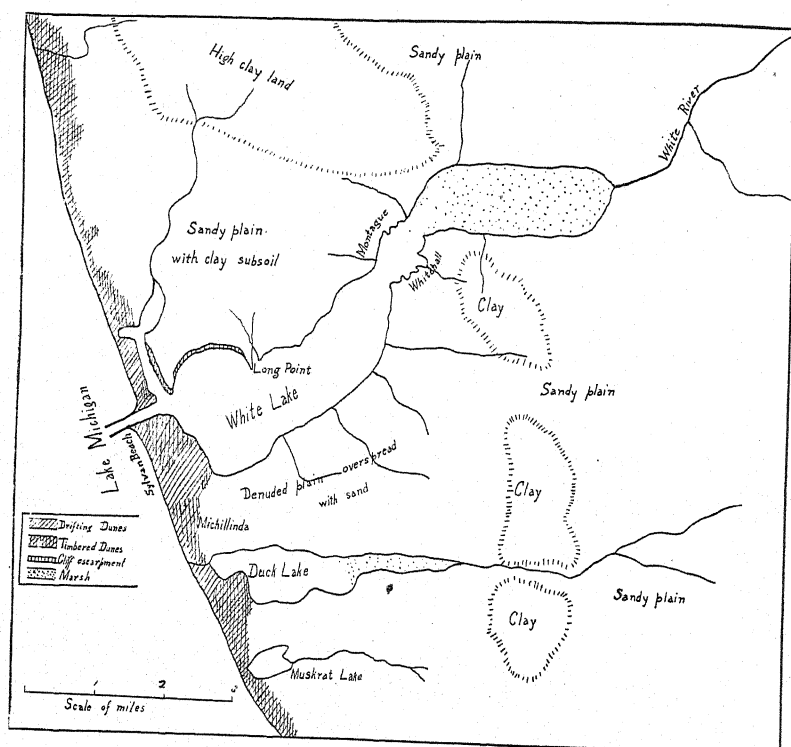 High clay land
Sandy plain
White River
Sandy plain
with clay subsoil
Montague
Whitehall
Clay
Long Point
Sandy plain
White Lake
Lake Michigan
Sylvan Beach
Denuded plain overspread
with sand
Clay
Michillinda
Drifting Dunes
Timbered Dunes
Cliff escarpment
Marsh
Duck Lake
Sandy plain
Clay
Muskrat Lake
1 2
Scale of miles